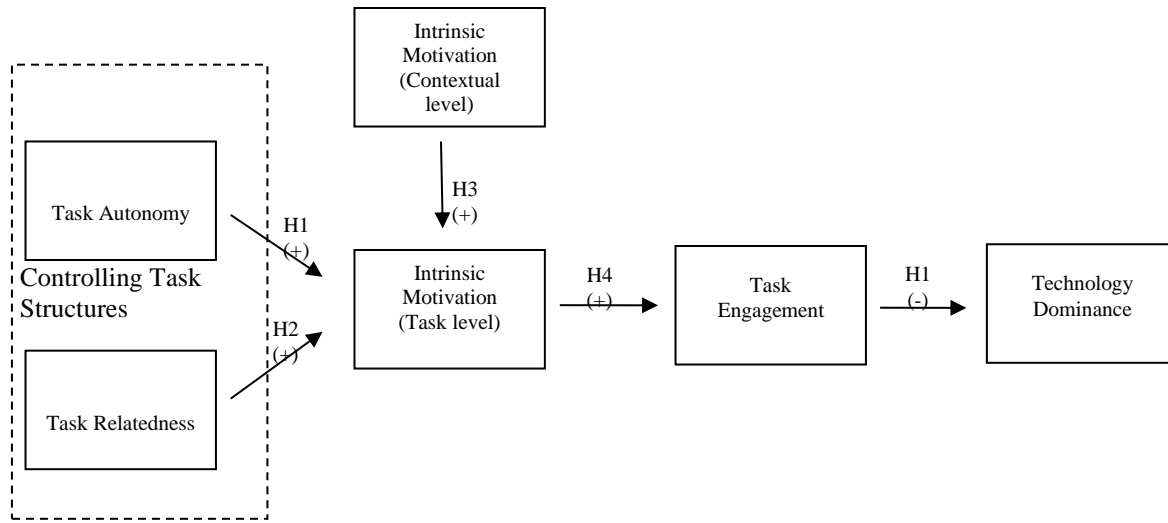 Intrinsic
Motivation
(Contextual
level)
H3
(+)
Task Autonomy
H1
(+)
Controlling Task
Structures
H2
(+)
Task Relatedness
Intrinsic
Motivation
(Task level)
H4
(+)
Task
Engagement
H1
(-)
Technology
Dominance